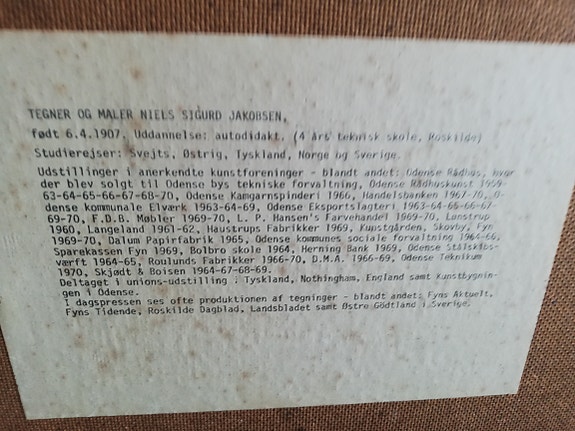 TEGNER OG MALER NIELS SIGURD JAKOBSEN,
født 6.4.1907. Uddannelse: autodidakt. (4 års teknisk skole, Roskilde)
Studierejser: Svejts, Østrig, Tyskland, Norge og Sverige.
Udstillinger i anerkendte kunstforeninger - blandt andet: Odense Rådhus, hvor
der blev solgt til Odense bys tekniske forvaltning, Odense Rådhuskunst 1959-
63-64-65-66-67-68-70, Odense Kamgarnspinderi 1966, Handelsbanken 1967-70, O-
dense kommunale Elværk 1963-64-69, Odense Eksportslagteri 1963-64-66-66-67-
69-70, F.D.B. Møbler 1969-70, L. P. Hansen's Farvehandel 1969-70, Lønstrup
1960, Langeland 1961-62, Haustrups Fabrikker 1969, Kunstgården, Skovby, Fyn
1969-70, Dalum Papirfabrik 1965, Odense kommunes sociale forvaltning 1964-66,
Sparekassen Fyn 1969, Bolbro skole 1964, Herning Bank 1969, Odense Stålskibs-
værft 1964-65, Roulunds Fabrikker 1966-70, D.M.A. 1966-69, Odense Teknikum
1970, Skjødt & Boisen 1964-67-68-69.
Deltaget i unions-udstilling i Tyskland, Nothingham, England samt Kunstbygnin-
gen i Odense.
I dagspressen ses ofte produktionen af tegninger - blandt andet: Fyns Aktuelt,
Fyns Tidende, Roskilde Dagblad, Landsbladet samt Østre Gödtland i Sverige.